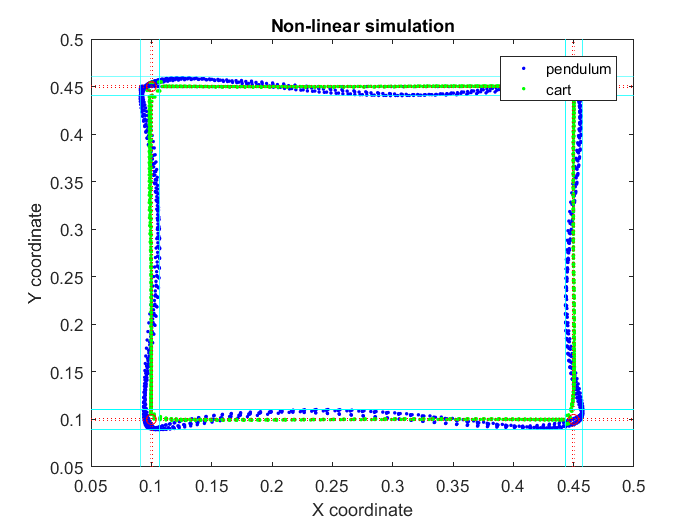 Non-linear simulation
0.5
pendulum
cart
0.45
0.4
0.35
0.3
0.25
0.2
0.15
0.1
0.05
Y coordinate
0.05 0.1 0.15 0.2 0.25 0.3 0.35 0.4 0.45 0.5
X coordinate